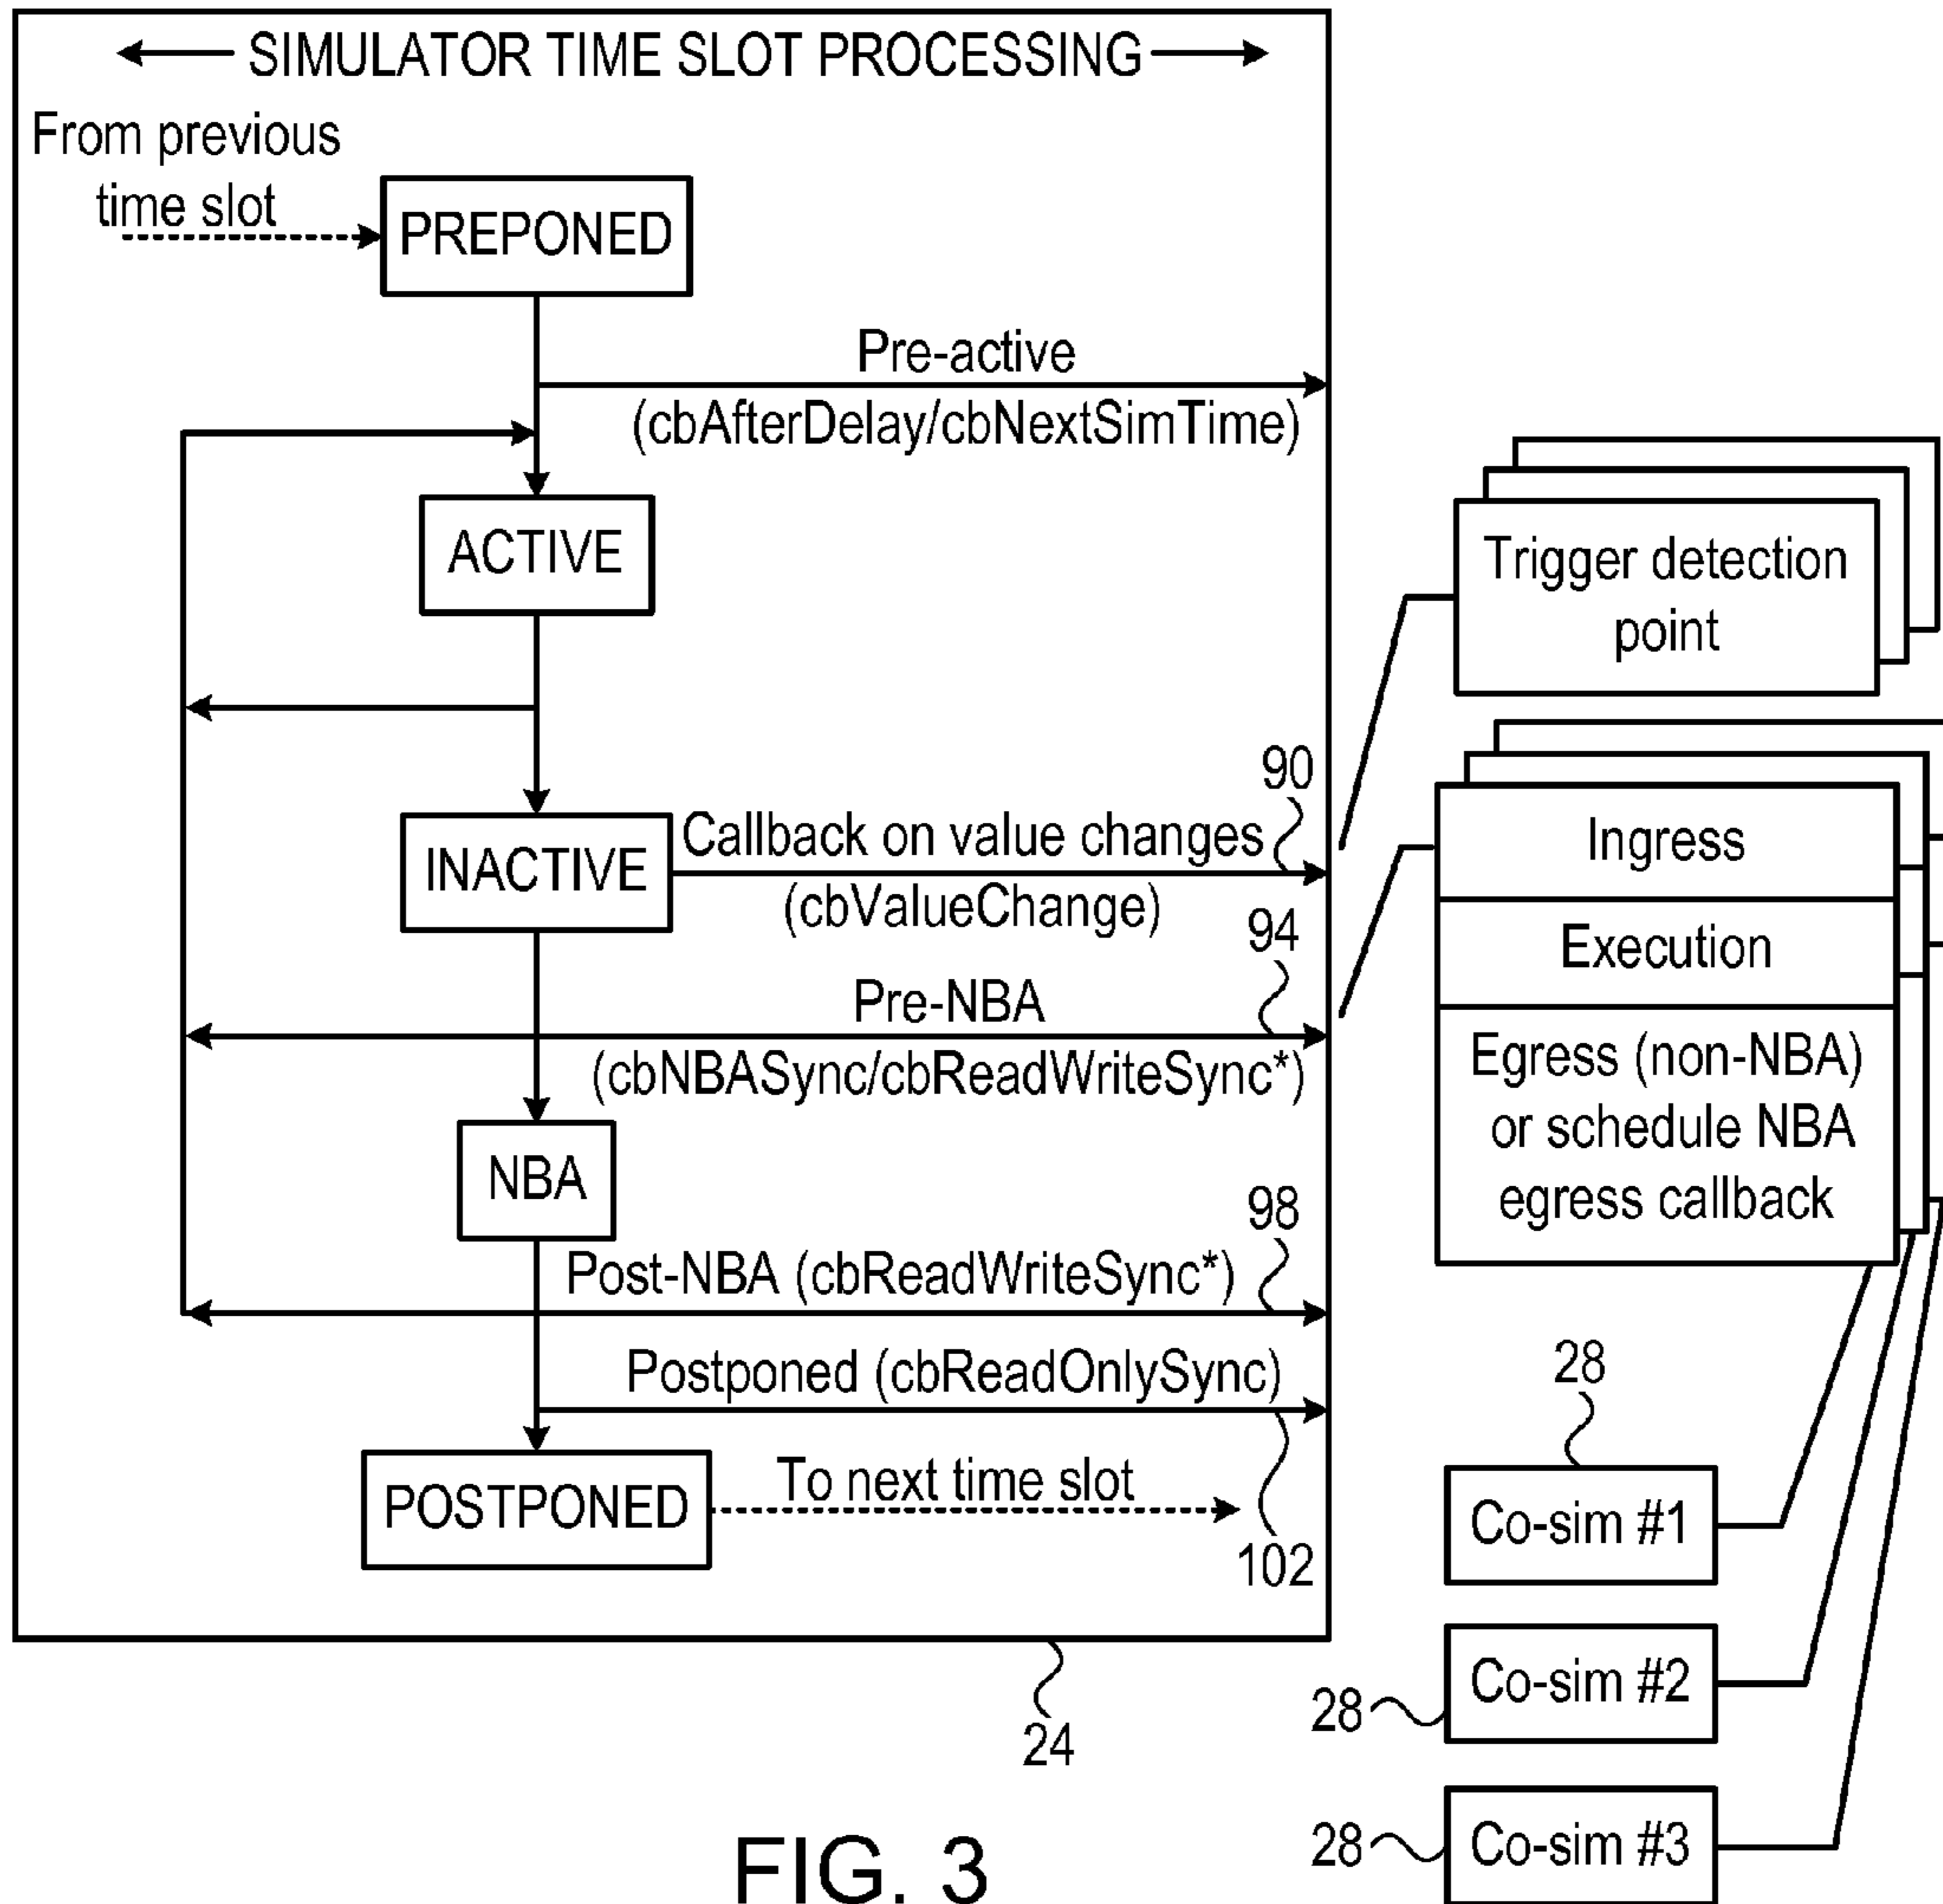 SIMULATOR TIME SLOT PROCESSING
From previous
time slot
PREPONED
Pre-active
(cbAfterDelay/cbNextSimTime)
ACTIVE
Trigger detection
point
90
INACTIVE
Callback on value changes
(cbValueChange)
94
Pre-NBA
(cbNBASync/cbReadWriteSync*)
Ingress
Execution
Egress (non-NBA)
or schedule NBA
egress callback
NBA
98
Post-NBA (cbReadWriteSync*)
Postponed (cbReadOnlySync)
POSTPONED
To next time slot
102
24
28
Co-sim #1
28
Co-sim #2
28
Co-sim #3
FIG. 3